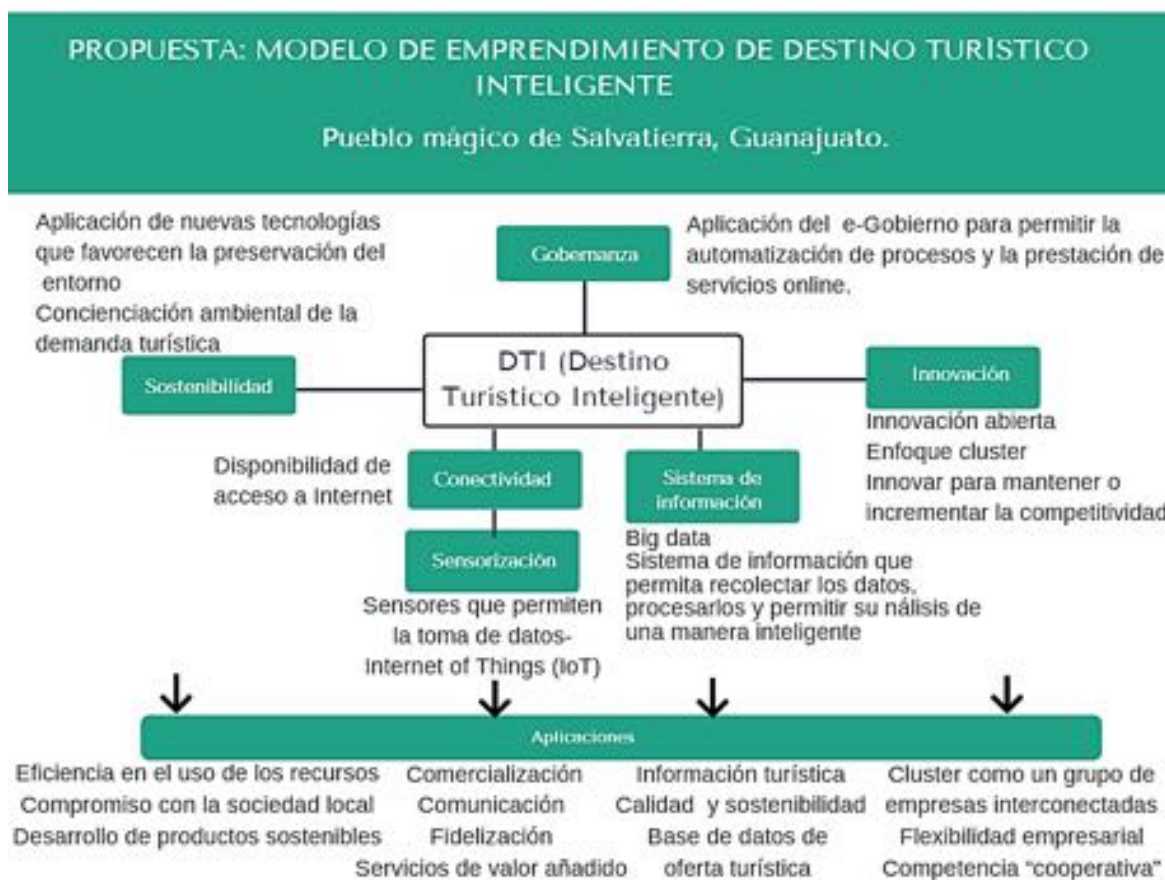 PROPUESTA: MODELO DE EMPRENDIMIENTO DE DESTINO TURÌSTICO
INTELIGENTE
Pueblo mágico de Salvatierra, Guanajuato.
Aplicación de nuevas tecnologías
que favorecen la preservación del
entorno
Concienciación ambiental de la
demanda turística
Gobernanza
Aplicación del e-Gobierno para permitir la
automatización de procesos y la prestación de
servicios online.
Sostenibilidad
DTI (Destino
Turístico Inteligente)
Innovación
Innovación abierta
Enfoque cluster
Innovar para mantener o
incrementar la competitividad
Disponibilidad de
acceso a Internet
Conectividad
Sistema de
información
Big data
Sistema de información que
permita recolectar los datos,
procesarlos y permitir su nálisis de
una manera inteligente
Sensorización
Sensores que permiten
la toma de datos-
Internet of Things (IoT)
Aplicaciones
Eficiencia en el uso de los recursos
Compromiso con la sociedad local
Desarrollo de productos sostenibles
Comercialización
Comunicación
Fidelización
Servicios de valor añadido
Información turística
Calidad y sostenibilidad
Base de datos de
oferta turística
Cluster como un grupo de
empresas interconectadas
Flexibilidad empresarial
Competencia “cooperativa”